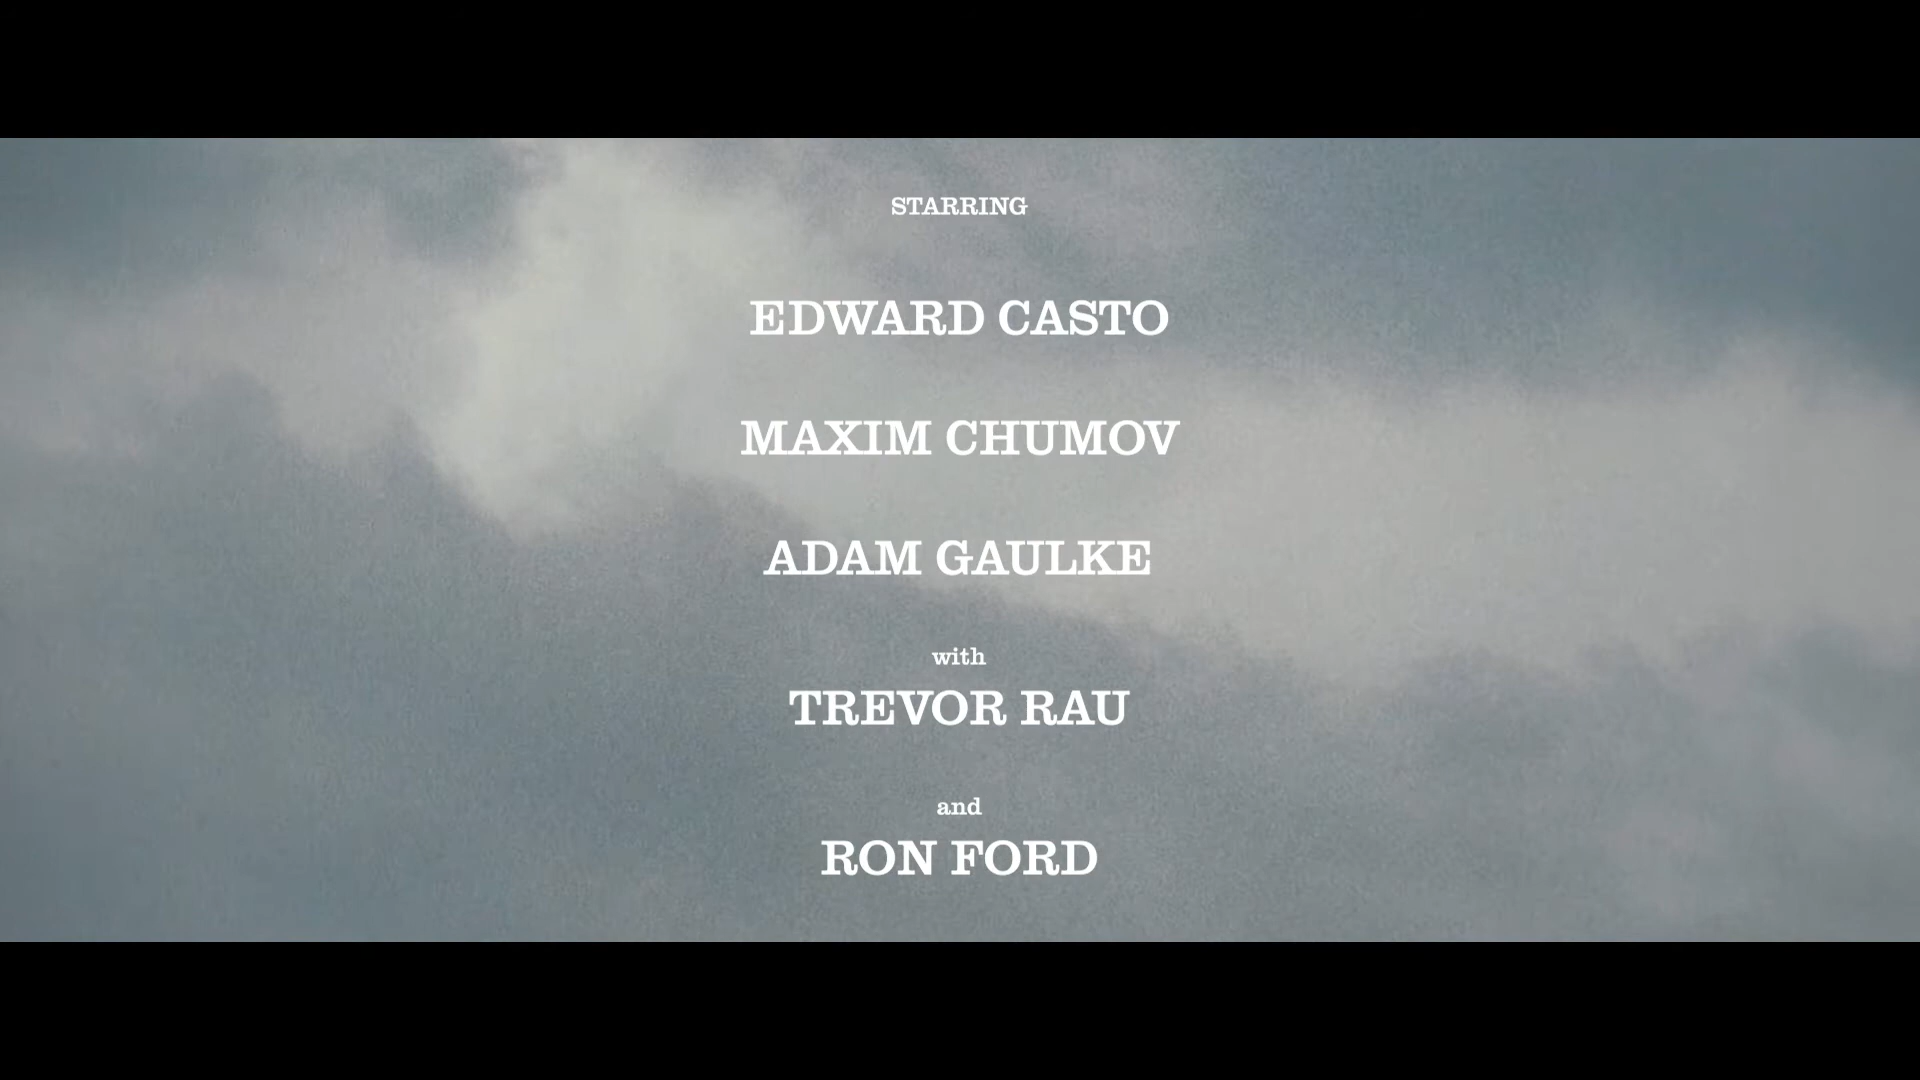 STARRING
EDWARD CASTO
MAXIM CHUMOV
ADAM GAULKE
with
TREVOR RAU
and
RON FORD